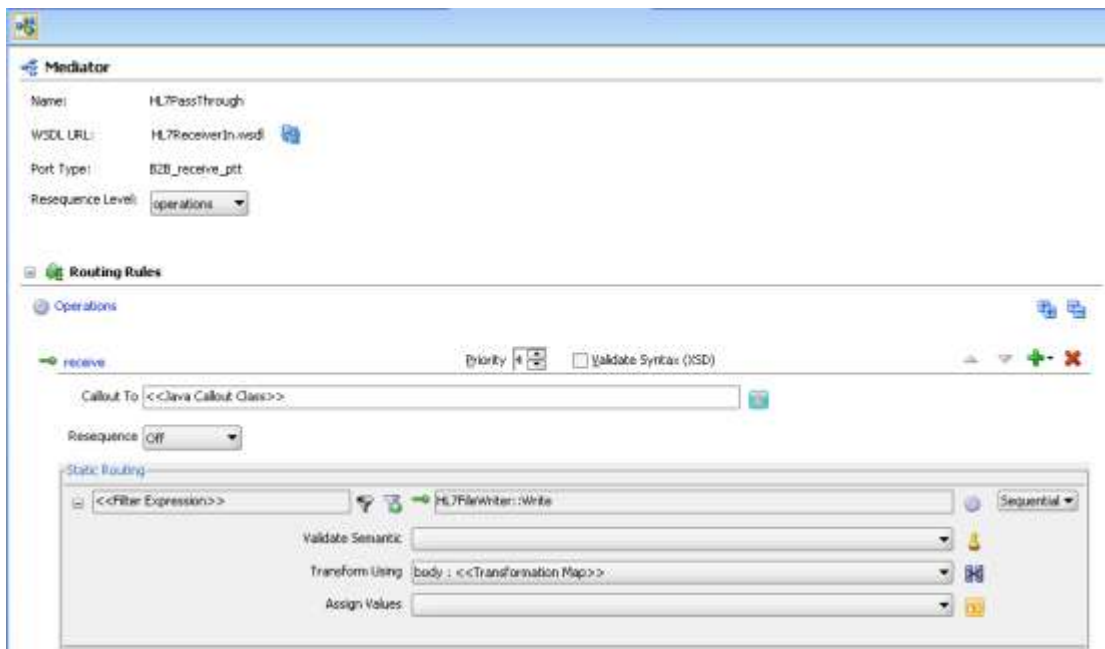 Mediator
Name: HL7PassThrough
WSDL URL: HL7ReceiverIn.wsdl
Port Type: B2B_receive_ptt
Resequence Level: operations
Routing Rules
Operations
receive Priority 4 Validate Syntax (XSD)
Callout To <<Java Callout Class>>
Resequence Off
Static Routing
<<Filter Expression>> HL7FileWriter::Write Sequential
Validate Semantic
Transform Using body : <<Transformation Map>>
Assign Values